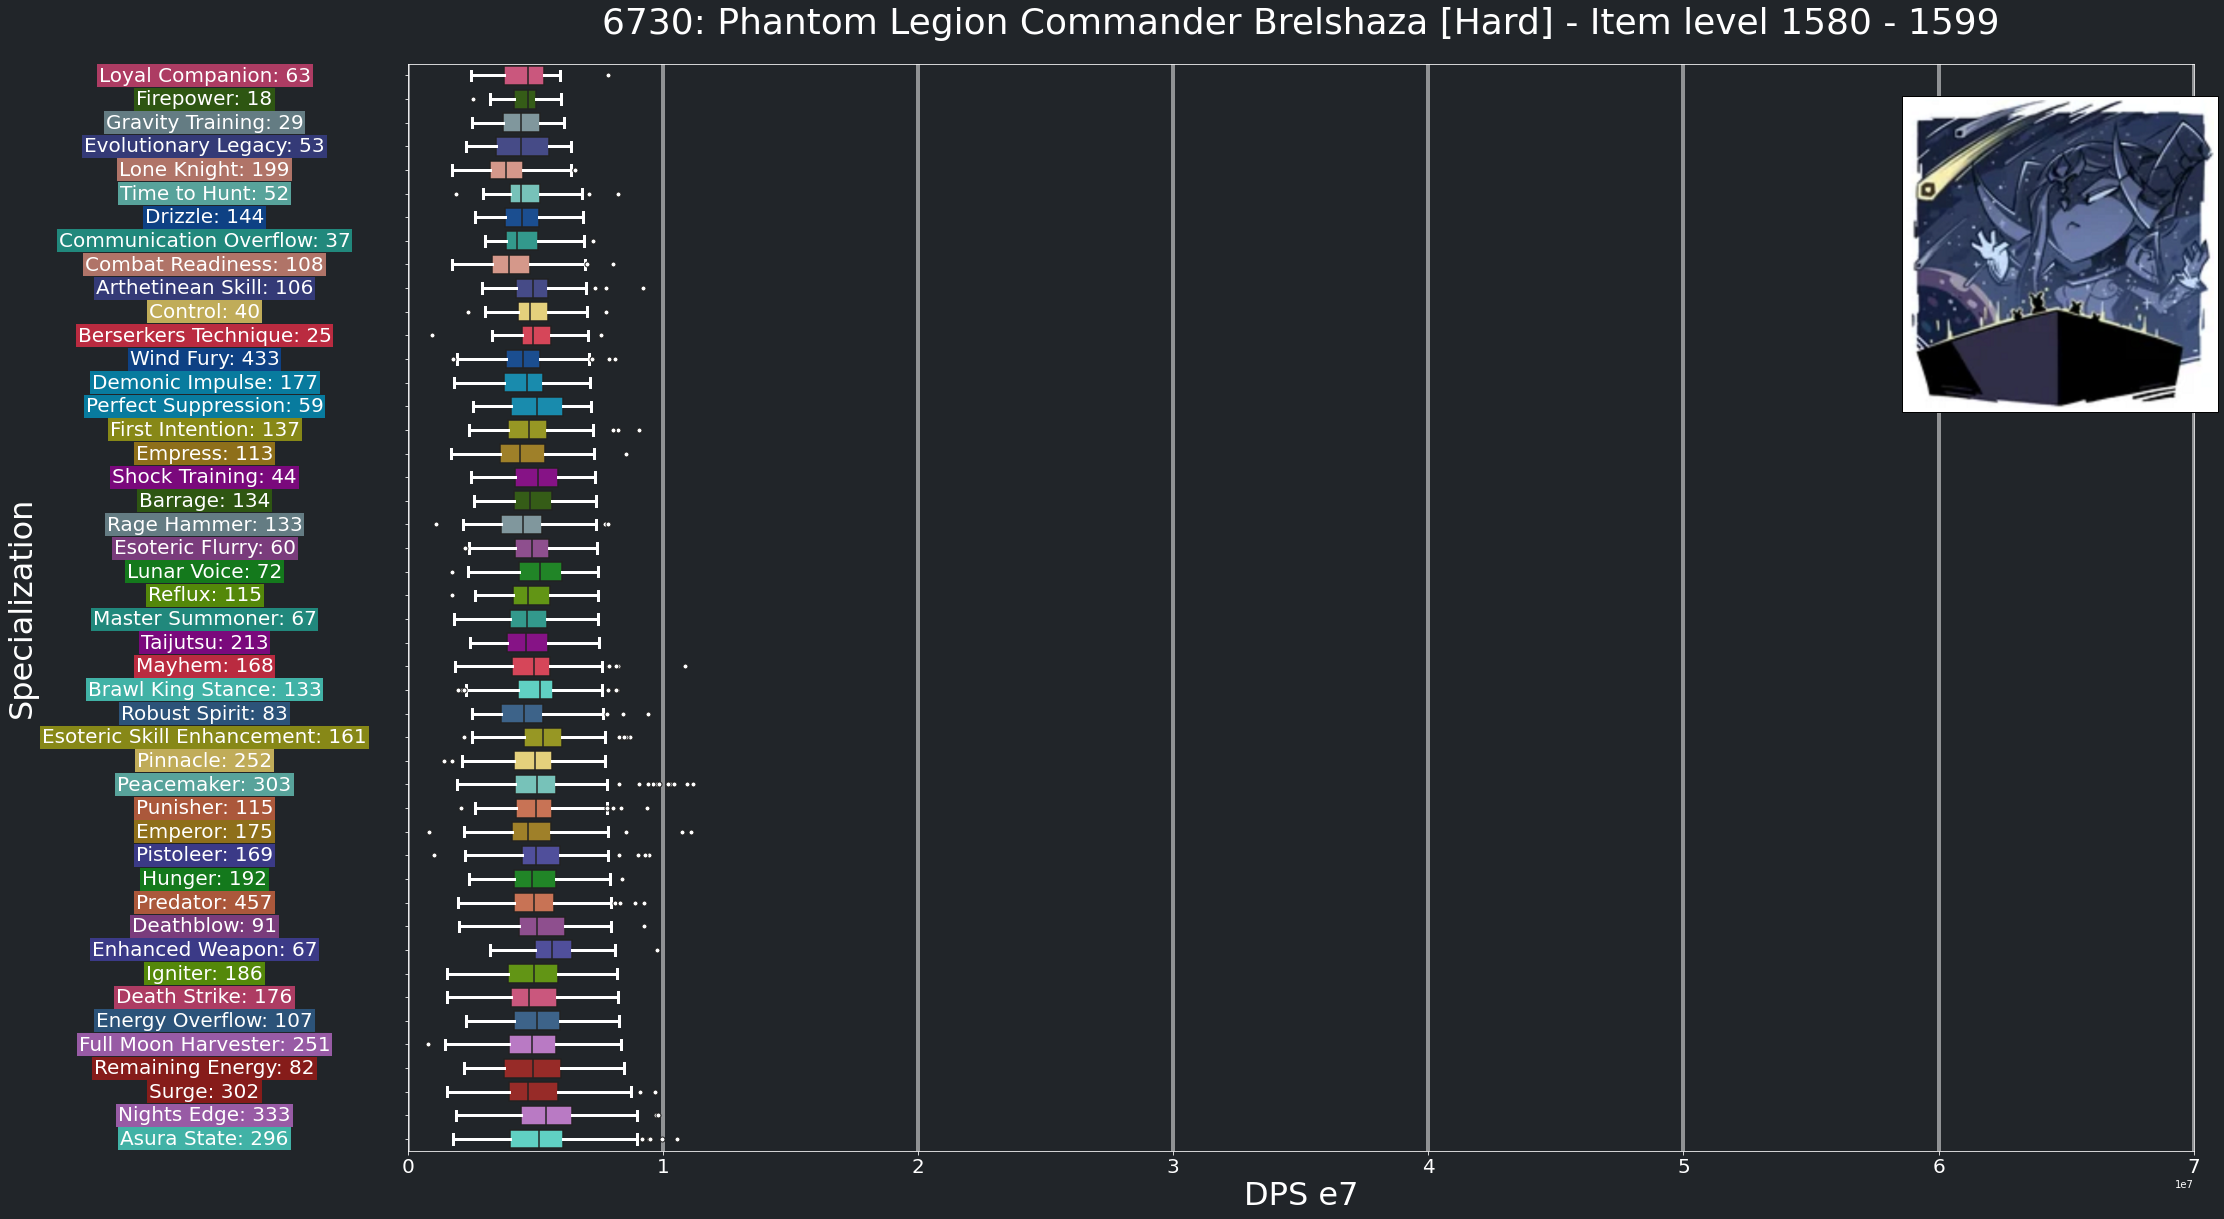 6730: Phantom Legion Commander Brelshaza [Hard] - Item level 1580 - 1599
Specialization
Loyal Companion: 63
Firepower: 18
Gravity Training: 29
Evolutionary Legacy: 53
Lone Knight: 199
Time to Hunt: 52
Drizzle: 144
Communication Overflow: 37
Combat Readiness: 108
Arthetinean Skill: 106
Control: 40
Berserkers Technique: 25
Wind Fury: 433
Demonic Impulse: 177
Perfect Suppression: 59
First Intention: 137
Empress: 113
Shock Training: 44
Barrage: 134
Rage Hammer: 133
Esoteric Flurry: 60
Lunar Voice: 72
Reflux: 115
Master Summoner: 67
Taijutsu: 213
Mayhem: 168
Brawl King Stance: 133
Robust Spirit: 83
Esoteric Skill Enhancement: 161
Pinnacle: 252
Peacemaker: 303
Punisher: 115
Emperor: 175
Pistoleer: 169
Hunger: 192
Predator: 457
Deathblow: 91
Enhanced Weapon: 67
Igniter: 186
Death Strike: 176
Energy Overflow: 107
Full Moon Harvester: 251
Remaining Energy: 82
Surge: 302
Nights Edge: 333
Asura State: 296
0 1 2 3 4 5 6 7
1e7
DPS e7